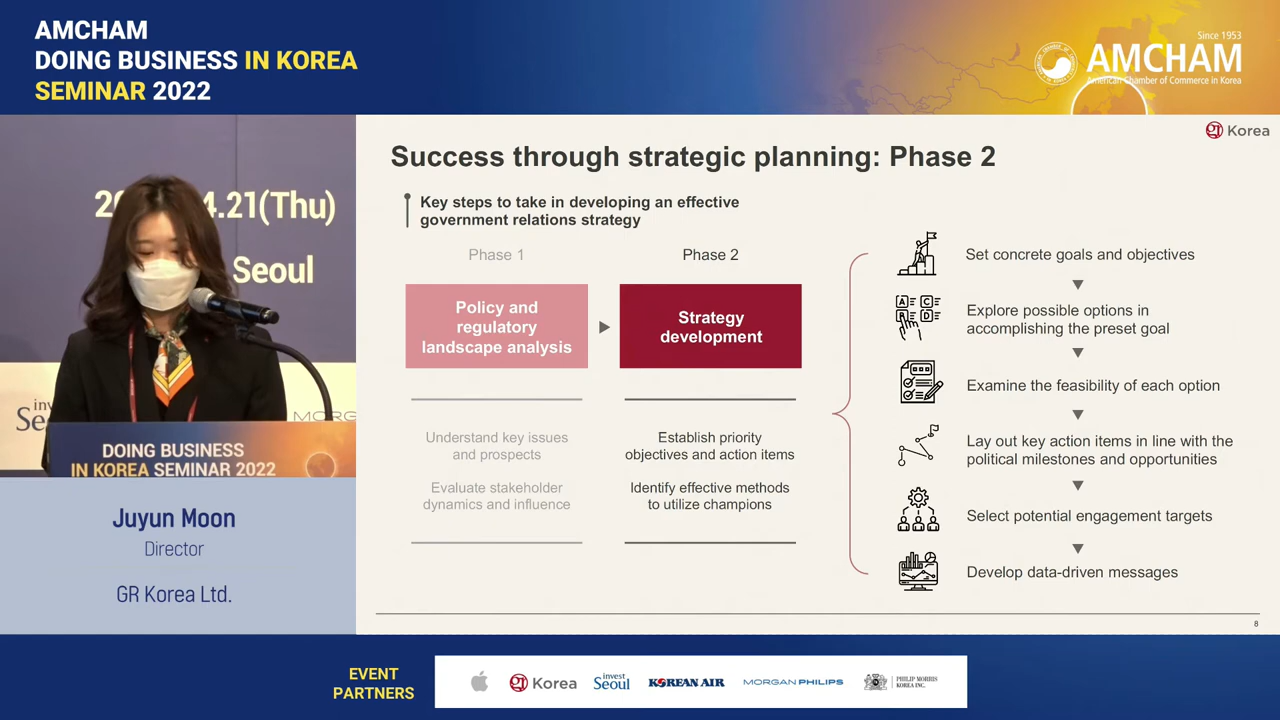 AMCHAM
DOING BUSINESS IN KOREA
SEMINAR 2022
Since 1953
AMCHAM
American Chamber of Commerce in Korea
GR Korea
Success through strategic planning: Phase 2
Key steps to take in developing an effective
government relations strategy
Phase 1
Phase 2
Policy and
regulatory
landscape analysis
Strategy
development
Understand key issues
and prospects
Evaluate stakeholder
dynamics and influence
Establish priority
objectives and action items
Identify effective methods
to utilize champions
Set concrete goals and objectives
A C
B D
Explore possible options in
accomplishing the preset goal
Examine the feasibility of each option
Lay out key action items in line with the
political milestones and opportunities
Select potential engagement targets
Develop data-driven messages
8
4.21(Thu)
Seoul
DOING BUSINESS
IN KOREA SEMINAR 2022
Juyun Moon
Director
GR Korea Ltd.
EVENT
PARTNERS
GR Korea
invest
Seoul
KOREAN AIR
MORGAN PHILIPS
PHILIP MORRIS
KOREA INC.